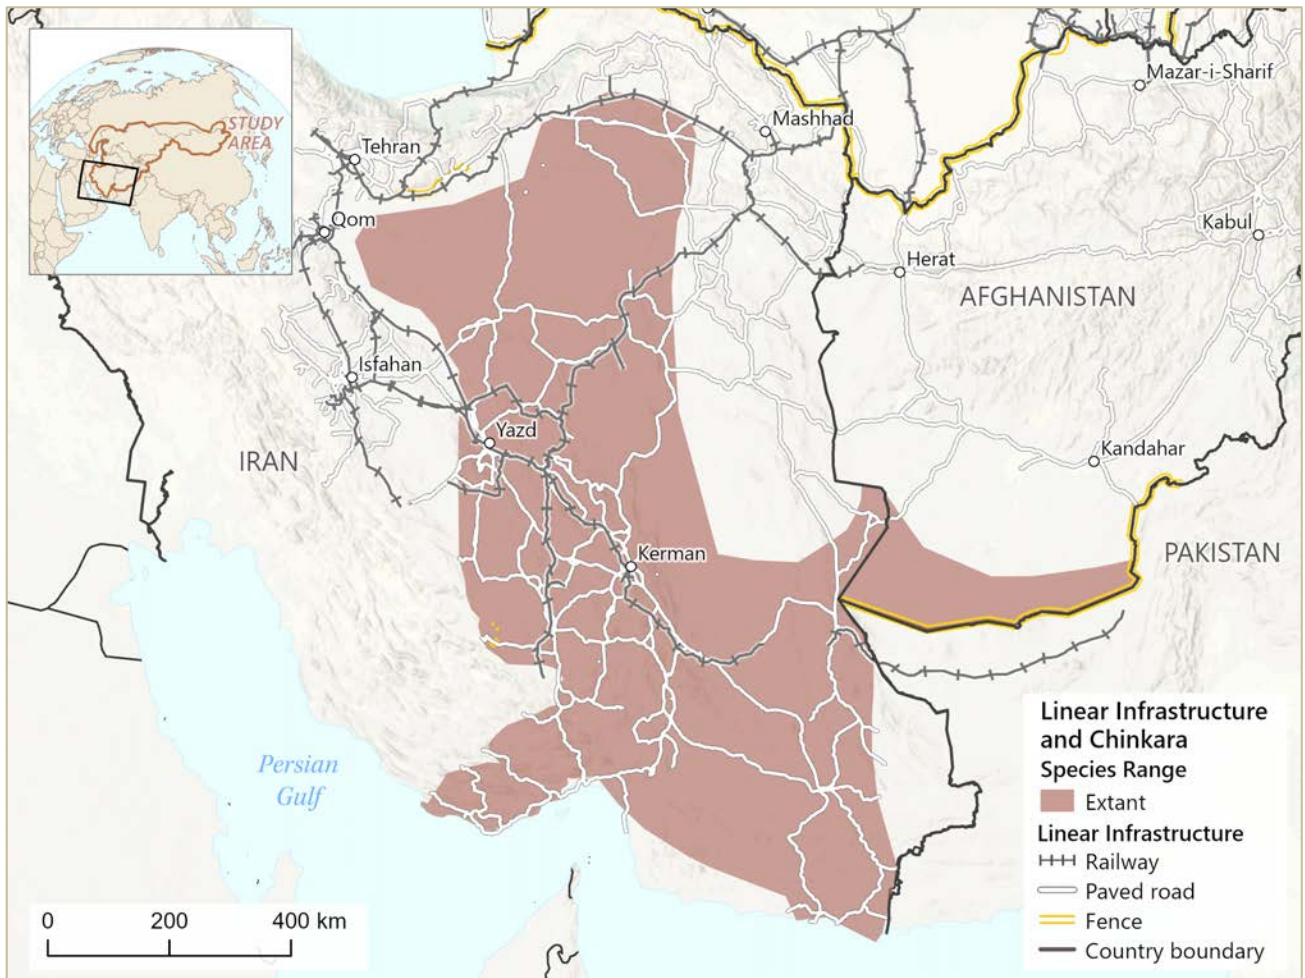 STUDY
AREA
Tehran
Qom
Mashhad
Mazar-i-Sharif
Kabul
Herat
AFGHANISTAN
Isfahan
Yazd
IRAN
Kandahar
Kerman
PAKISTAN
Persian
Gulf
0 200 400 km
Linear Infrastructure
and Chinkara
Species Range
Extant
Linear Infrastructure
Railway
Paved road
Fence
Country boundary